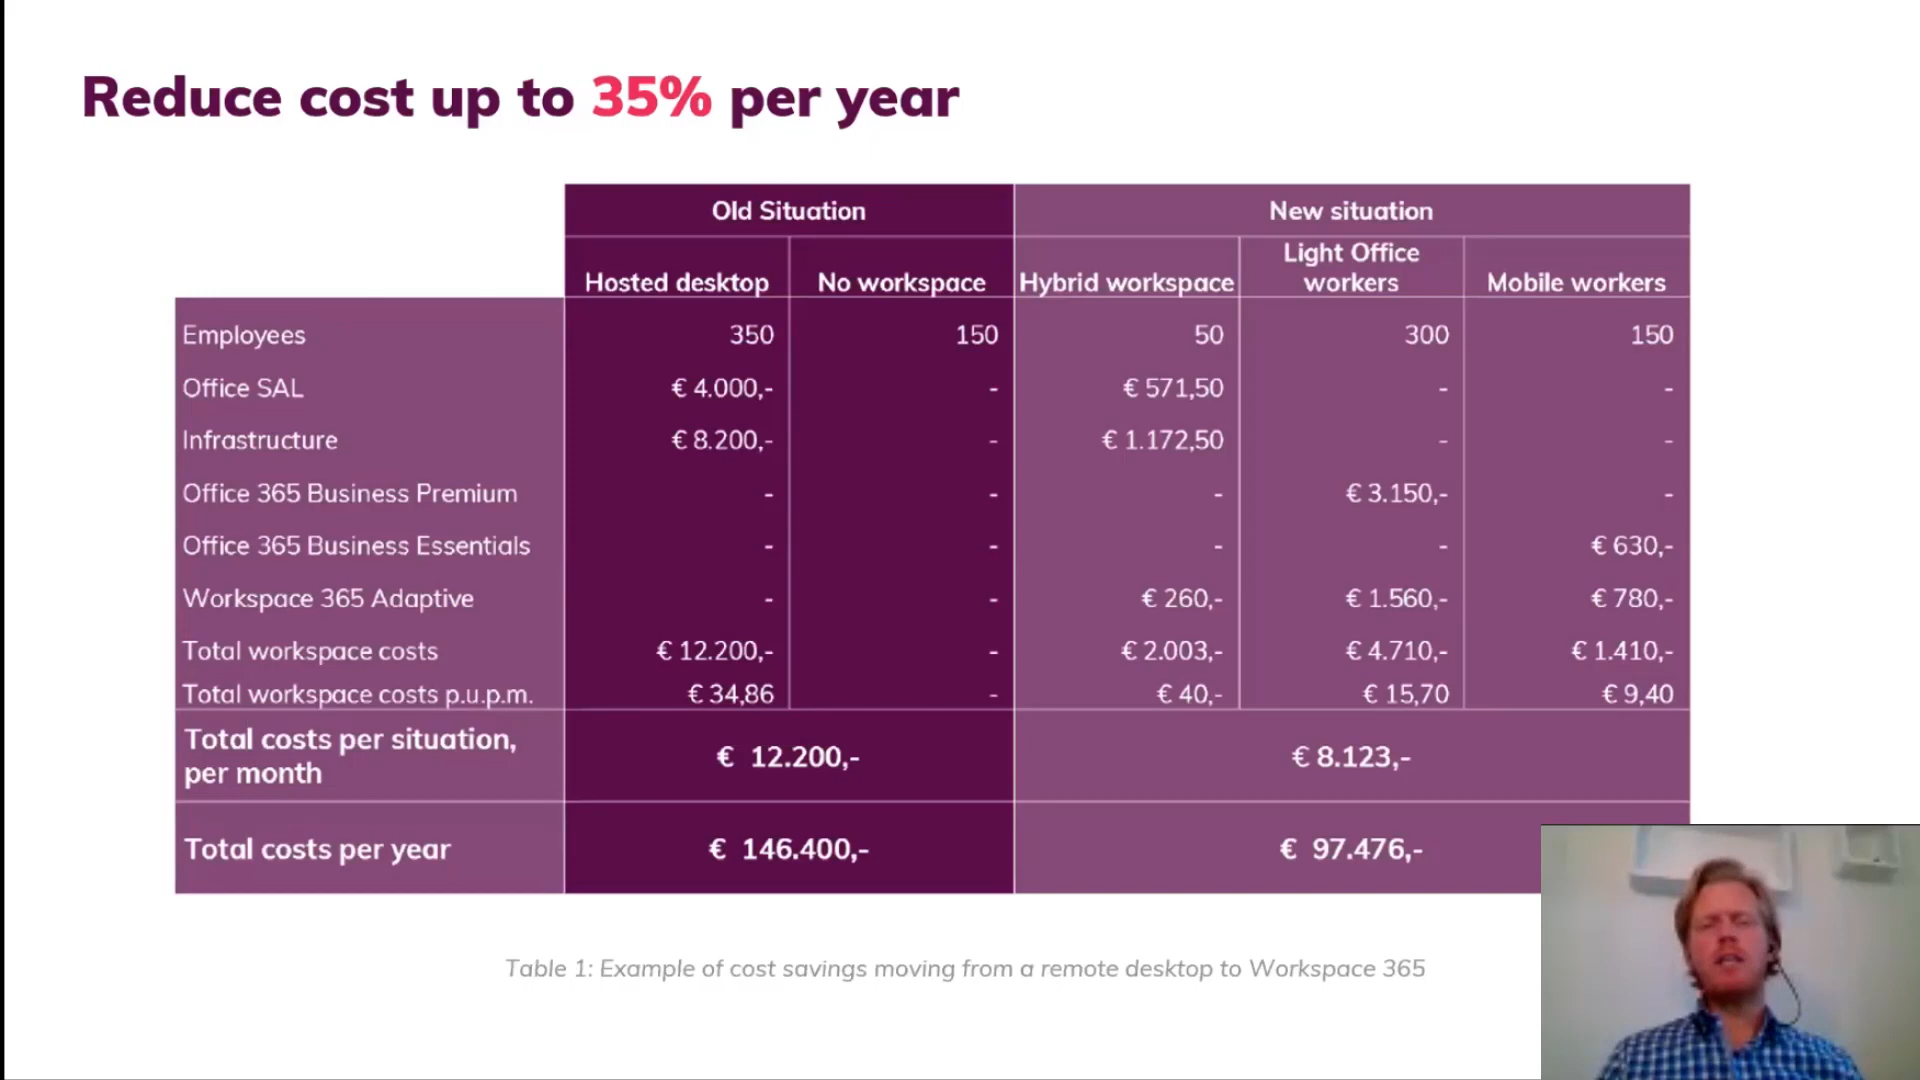 Reduce cost up to 35% per year
Old Situation New situation
Hosted desktop No workspace Hybrid workspace Light Office workers Mobile workers
Employees 350 150 50 300 150
Office SAL € 4.000,- - € 571,50 - -
Infrastructure € 8.200,- - € 1.172,50 - -
Office 365 Business Premium - - - € 3.150,- -
Office 365 Business Essentials - - - - € 630,-
Workspace 365 Adaptive - - € 260,- € 1.560,- € 780,-
Total workspace costs € 12.200,- - € 2.003,- € 4.710,- € 1.410,-
Total workspace costs p.u.p.m. € 34,86 - € 40,- € 15,70 € 9,40
Total costs per situation, per month € 12.200,- € 8.123,-
Total costs per year € 146.400,- € 97.476,-
Table 1: Example of cost savings moving from a remote desktop to Workspace 365